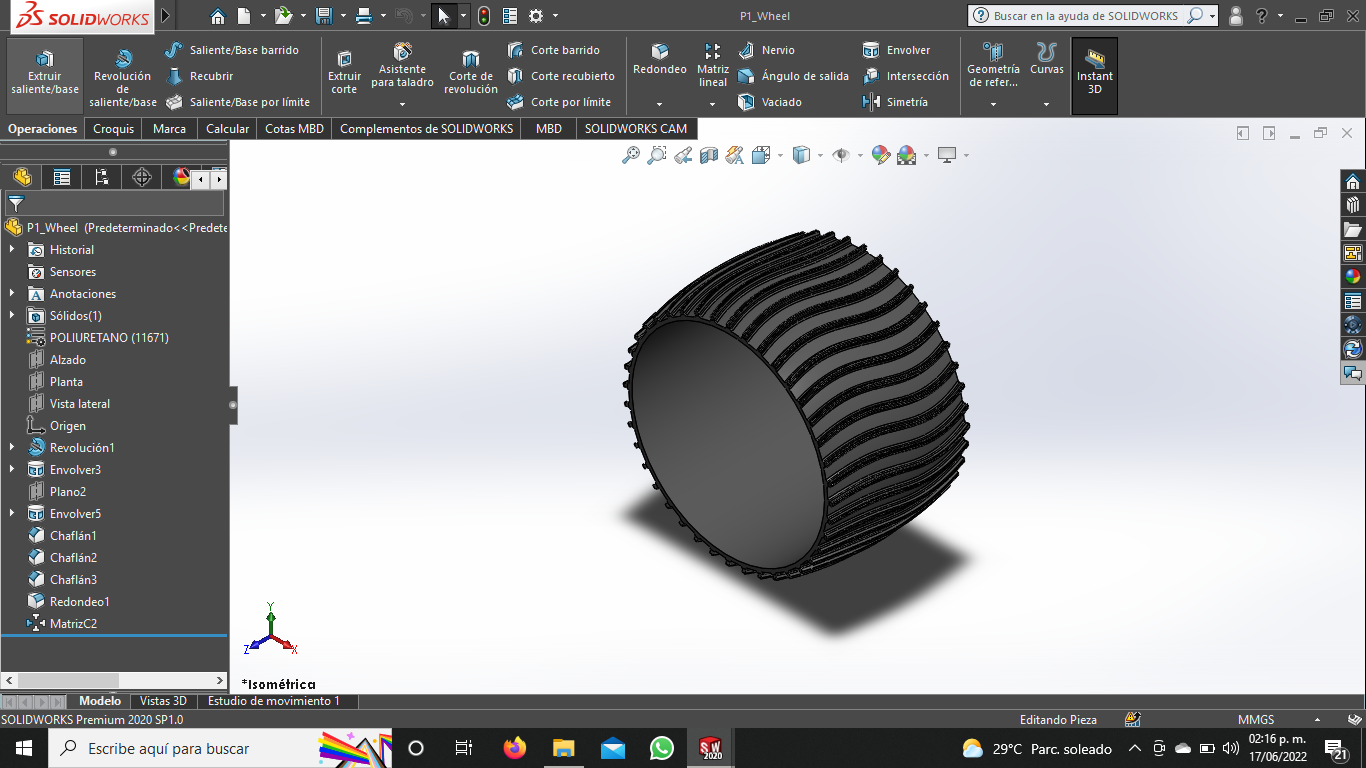 SOLIDWORKS
P1_Wheel
Buscar en la ayuda de SOLIDWORKS
Extruir
saliente/base
Revolución
de
saliente/base
Saliente/Base barrido
Recubrir
Saliente/Base por límite
Extruir
corte
Asistente
para taladro
Corte de
revolución
Corte barrido
Corte recubierto
Corte por límite
Redondeo
Matriz
lineal
Nervio
Ángulo de salida
Vaciado
Envolver
Intersección
Simetría
Geometría
de refer...
Curvas
Instant
3D
Operaciones
Croquis
Marca
Calcular
Cotas MBD
Complementos de SOLIDWORKS
MBD
SOLIDWORKS CAM
P1_Wheel (Predeterminado<<Predete
Historial
Sensores
Anotaciones
Sólidos(1)
POLIURETANO (11671)
Alzado
Planta
Vista lateral
Origen
Revolución1
Envolver3
Plano2
Envolver5
Chaflán1
Chaflán2
Chaflán3
Redondeo1
MatrizC2
Y
Z
X
*Isométrica
Modelo
Vistas 3D
Estudio de movimiento 1
SOLIDWORKS Premium 2020 SP1.0
Editando Pieza
MMGS
Escribe aquí para buscar
SW
2020
29°C Parc. soleado
02:16 p. m.
17/06/2022
21